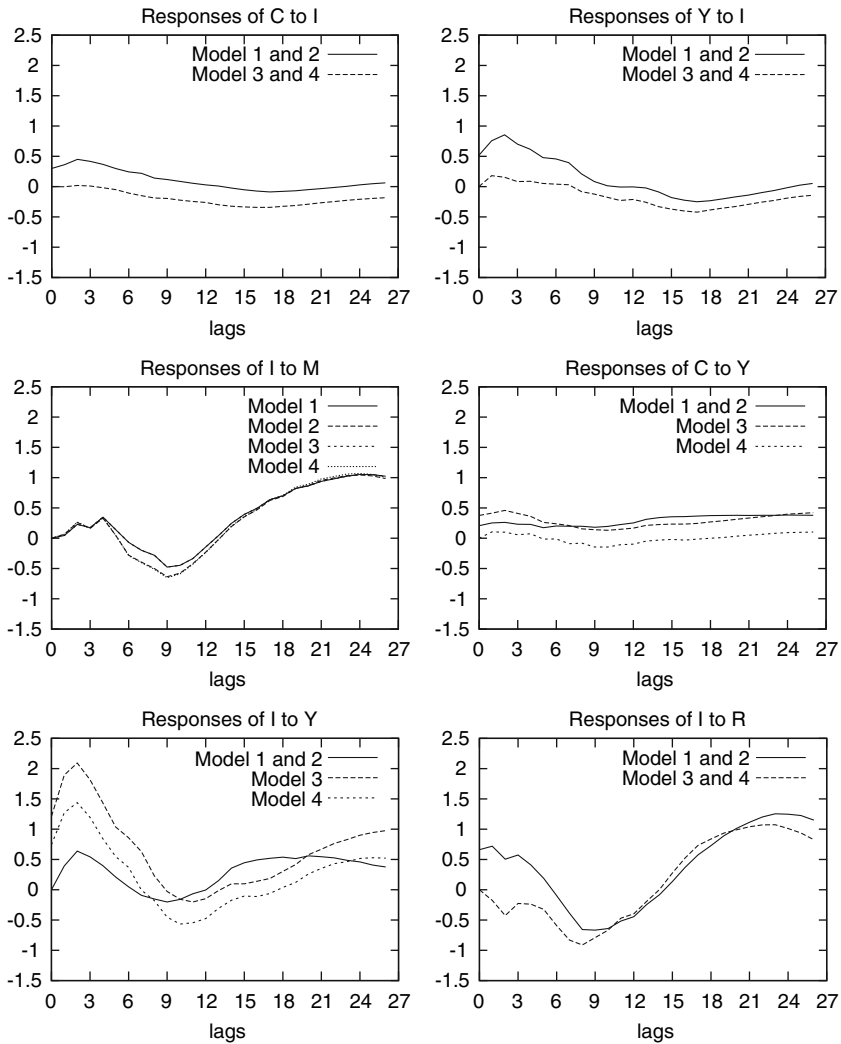 Responses of C to I
2.5
2
1.5
1
0.5
0
-0.5
-1
-1.5
Model 1 and 2
Model 3 and 4
0 3 6 9 12 15 18 21 24 27
lags
Responses of Y to I
2.5
2
1.5
1
0.5
0
-0.5
-1
-1.5
Model 1 and 2
Model 3 and 4
0 3 6 9 12 15 18 21 24 27
lags
Responses of I to M
2.5
2
1.5
1
0.5
0
-0.5
-1
-1.5
Model 1
Model 2
Model 3
Model 4
0 3 6 9 12 15 18 21 24 27
lags
Responses of C to Y
2.5
2
1.5
1
0.5
0
-0.5
-1
-1.5
Model 1 and 2
Model 3
Model 4
0 3 6 9 12 15 18 21 24 27
lags
Responses of I to Y
2.5
2
1.5
1
0.5
0
-0.5
-1
-1.5
Model 1 and 2
Model 3
Model 4
0 3 6 9 12 15 18 21 24 27
lags
Responses of I to R
2.5
2
1.5
1
0.5
0
-0.5
-1
-1.5
Model 1 and 2
Model 3 and 4
0 3 6 9 12 15 18 21 24 27
lags